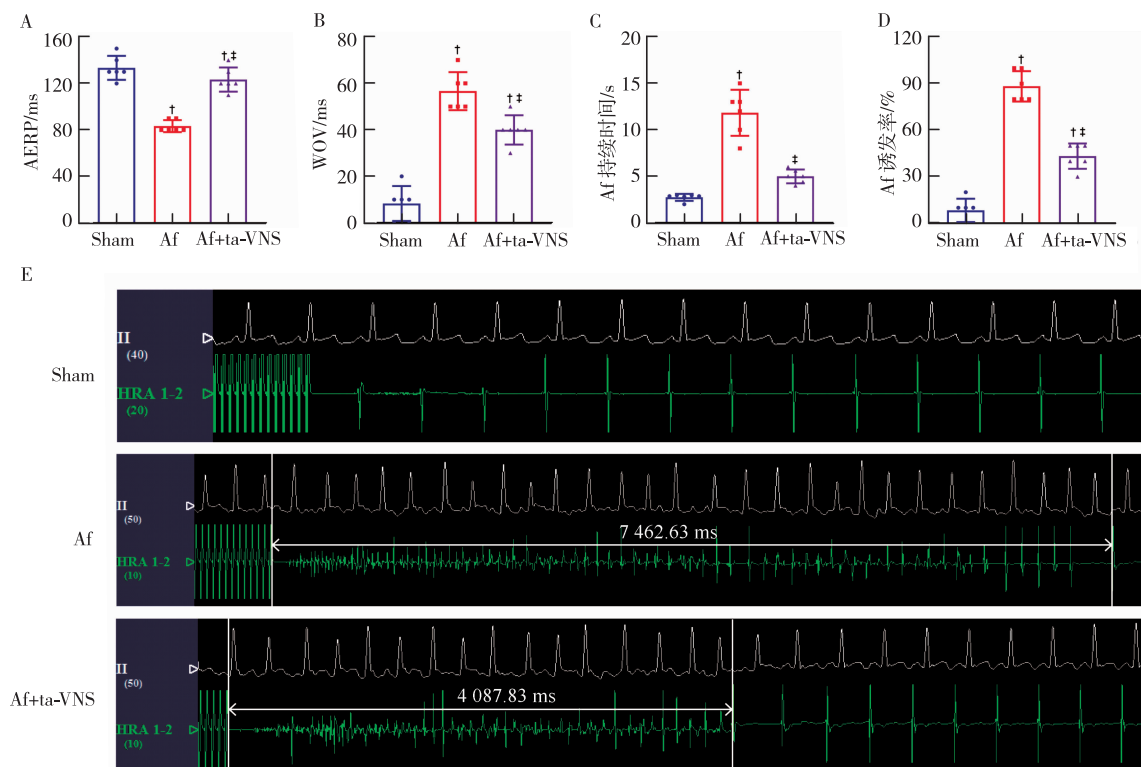 A
AERP/ms
160
120
80
40
0
†
†,‡
Sham
Af
Af+ta-VNS
B
WOV/ms
80
60
40
20
0
†
†‡
Sham
Af
Af+ta-VNS
C
Af 持续时间/s
20
15
10
5
0
†
‡
Sham
Af
Af+ta-VNS
D
Af 诱发率/%
120
90
60
30
0
†
†‡
Sham
Af
Af+ta-VNS
E
Sham
II
(40)
HRA 1-2
(20)
Af
II
(50)
HRA 1-2
(10)
7 462.63 ms
Af+ta-VNS
II
(50)
HRA 1-2
(10)
4 087.83 ms